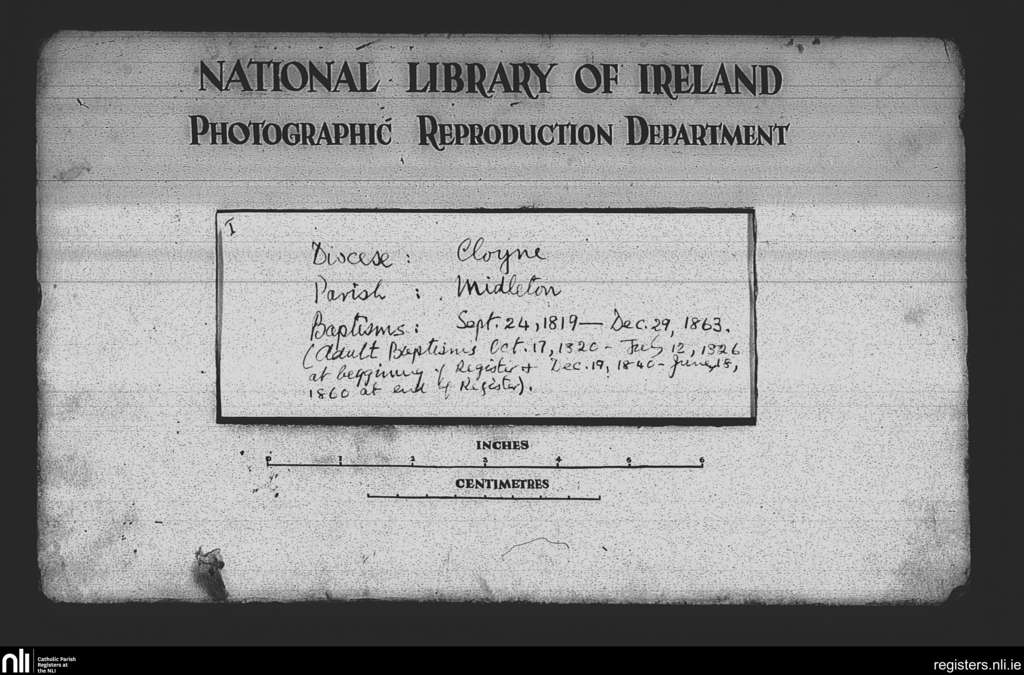 NATIONAL LIBRARY OF IRELAND
PHOTOGRAPHIC REPRODUCTION DEPARTMENT
I
Diocese : Cloyne
Parish : Midleton
Baptisms : Sept. 24, 1819 — Dec. 29, 1863.
(Adult Baptisms Oct. 17, 1820 - July 12, 1826
at beginning of Register & Dec. 19, 1840 - June 18,
1860 at end of Register).
INCHES
0 1 2 3 4 5 6
CENTIMETRES
nli
Catholic Parish
Registers at
the NLI
registers.nli.ie